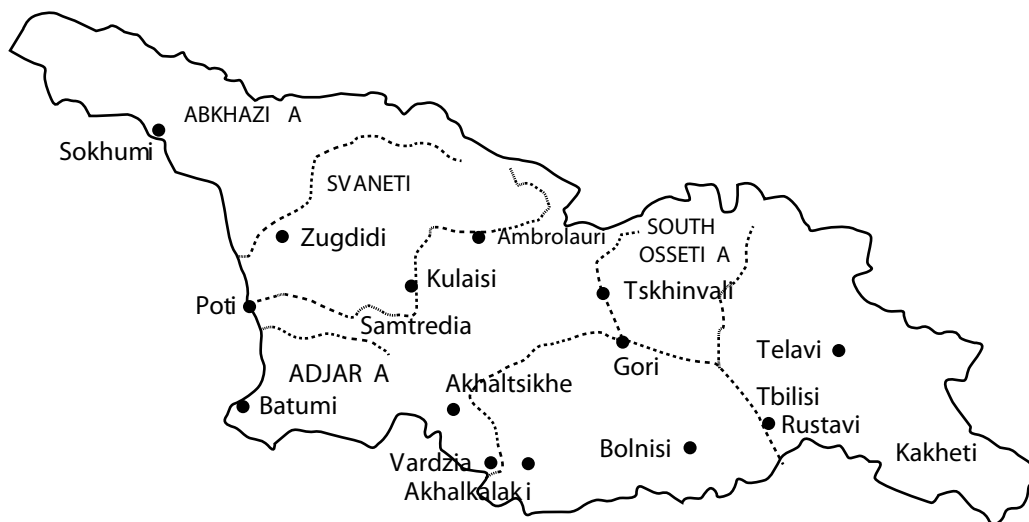 ABKHAZI A
Sokhumi
SVANETI
Zugdidi
Ambrolauri
SOUTH
OSSETI A
Kulaisi
Tskhinvali
Poti
Samtredia
Gori
Telavi
ADJAR A
Akhaltsikhe
Tbilisi
Batumi
Rustavi
Bolnisi
Vardzia
Kakheti
Akhalkalak i